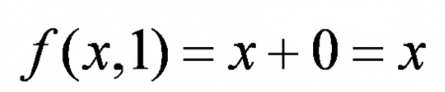 f(x,1) = x + 0 = x